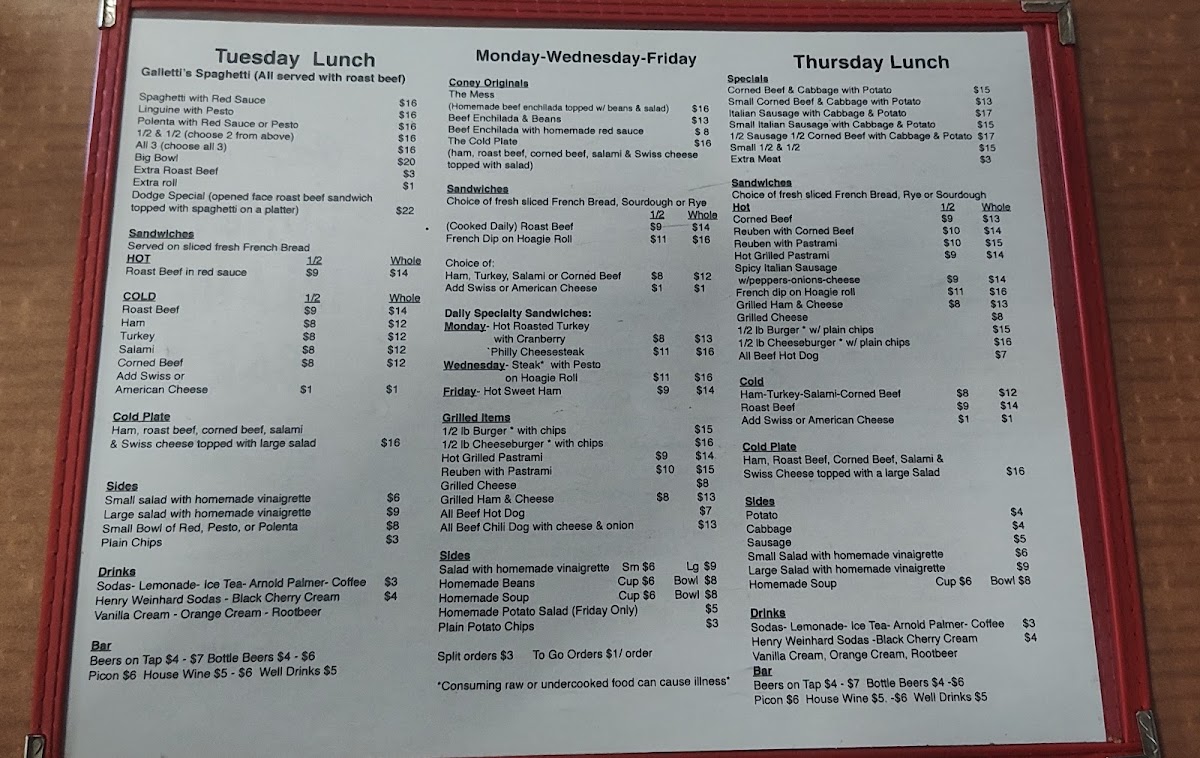 Tuesday Lunch
Galletti's Spaghetti (All served with roast beef)
Spaghetti with Red Sauce $16
Linguine with Pesto $16
Polenta with Red Sauce or Pesto $16
1/2 & 1/2 (choose 2 from above) $16
All 3 (choose all 3) $16
Big Bowl $20
Extra Roast Beef $3
Extra roll $1
Dodge Special (opened face roast beef sandwich
topped with spaghetti on a platter) $22
Sandwiches
Served on sliced fresh French Bread
HOT 1/2 Whole
Roast Beef in red sauce $9 $14
COLD 1/2 Whole
Roast Beef $9 $14
Ham $8 $12
Turkey $8 $12
Salami $8 $12
Corned Beef $8 $12
Add Swiss or
American Cheese $1 $1
Cold Plate
Ham, roast beef, corned beef, salami
& Swiss cheese topped with large salad $16
Sides
Small salad with homemade vinaigrette $6
Large salad with homemade vinaigrette $9
Small Bowl of Red, Pesto, or Polenta $8
Plain Chips $3
Drinks
Sodas- Lemonade- Ice Tea- Arnold Palmer- Coffee $3
Henry Weinhard Sodas - Black Cherry Cream $4
Vanilla Cream - Orange Cream - Rootbeer
Bar
Beers on Tap $4 - $7 Bottle Beers $4 - $6
Picon $6 House Wine $5 - $6 Well Drinks $5
Monday-Wednesday-Friday
Coney Originals
The Mess
(Homemade beef enchilada topped w/ beans & salad) $16
Beef Enchilada & Beans $13
Beef Enchilada with homemade red sauce $ 8
The Cold Plate $16
(ham, roast beef, corned beef, salami & Swiss cheese
topped with salad)
Sandwiches
Choice of fresh sliced French Bread, Sourdough or Rye
1/2 Whole
(Cooked Daily) Roast Beef $9 $14
French Dip on Hoagie Roll $11 $16
Choice of:
Ham, Turkey, Salami or Corned Beef $8 $12
Add Swiss or American Cheese $1 $1
Daily Specialty Sandwiches:
Monday- Hot Roasted Turkey
with Cranberry $8 $13
'Philly Cheesesteak $11 $16
Wednesday- Steak* with Pesto
on Hoagie Roll $11 $16
Friday- Hot Sweet Ham $9 $14
Grilled Items
1/2 lb Burger * with chips $15
1/2 lb Cheeseburger * with chips $16
Hot Grilled Pastrami $9 $14
Reuben with Pastrami $10 $15
Grilled Cheese $8
Grilled Ham & Cheese $8 $13
All Beef Hot Dog $7
All Beef Chili Dog with cheese & onion $13
Sides
Salad with homemade vinaigrette Sm $6 Lg $9
Homemade Beans Cup $6 Bowl $8
Homemade Soup Cup $6 Bowl $8
Homemade Potato Salad (Friday Only) $5
Plain Potato Chips $3
Split orders $3 To Go Orders $1/ order
*Consuming raw or undercooked food can cause illness*
Thursday Lunch
Specials
Corned Beef & Cabbage with Potato $15
Small Corned Beef & Cabbage with Potato $13
Italian Sausage with Cabbage & Potato $17
Small Italian Sausage with Cabbage & Potato $15
1/2 Sausage 1/2 Corned Beef with Cabbage & Potato $17
Small 1/2 & 1/2 $15
Extra Meat $3
Sandwiches
Choice of fresh sliced French Bread, Rye or Sourdough
Hot 1/2 Whole
Corned Beef $9 $13
Reuben with Corned Beef $10 $14
Reuben with Pastrami $10 $15
Hot Grilled Pastrami $9 $14
Spicy Italian Sausage
w/peppers-onions-cheese $9 $14
French dip on Hoagie roll $11 $16
Grilled Ham & Cheese $8 $13
Grilled Cheese $8
1/2 lb Burger * w/ plain chips $15
1/2 lb Cheeseburger * w/ plain chips $16
All Beef Hot Dog $7
Cold
Ham-Turkey-Salami-Corned Beef $8 $12
Roast Beef $9 $14
Add Swiss or American Cheese $1 $1
Cold Plate
Ham, Roast Beef, Corned Beef, Salami &
Swiss Cheese topped with a large Salad $16
Sides
Potato $4
Cabbage $4
Sausage $5
Small Salad with homemade vinaigrette $6
Large Salad with homemade vinaigrette $9
Homemade Soup Cup $6 Bowl $8
Drinks
Sodas- Lemonade- Ice Tea- Arnold Palmer- Coffee $3
Henry Weinhard Sodas -Black Cherry Cream $4
Vanilla Cream, Orange Cream, Rootbeer
Bar
Beers on Tap $4 - $7 Bottle Beers $4 -$6
Picon $6 House Wine $5. -$6 Well Drinks $5